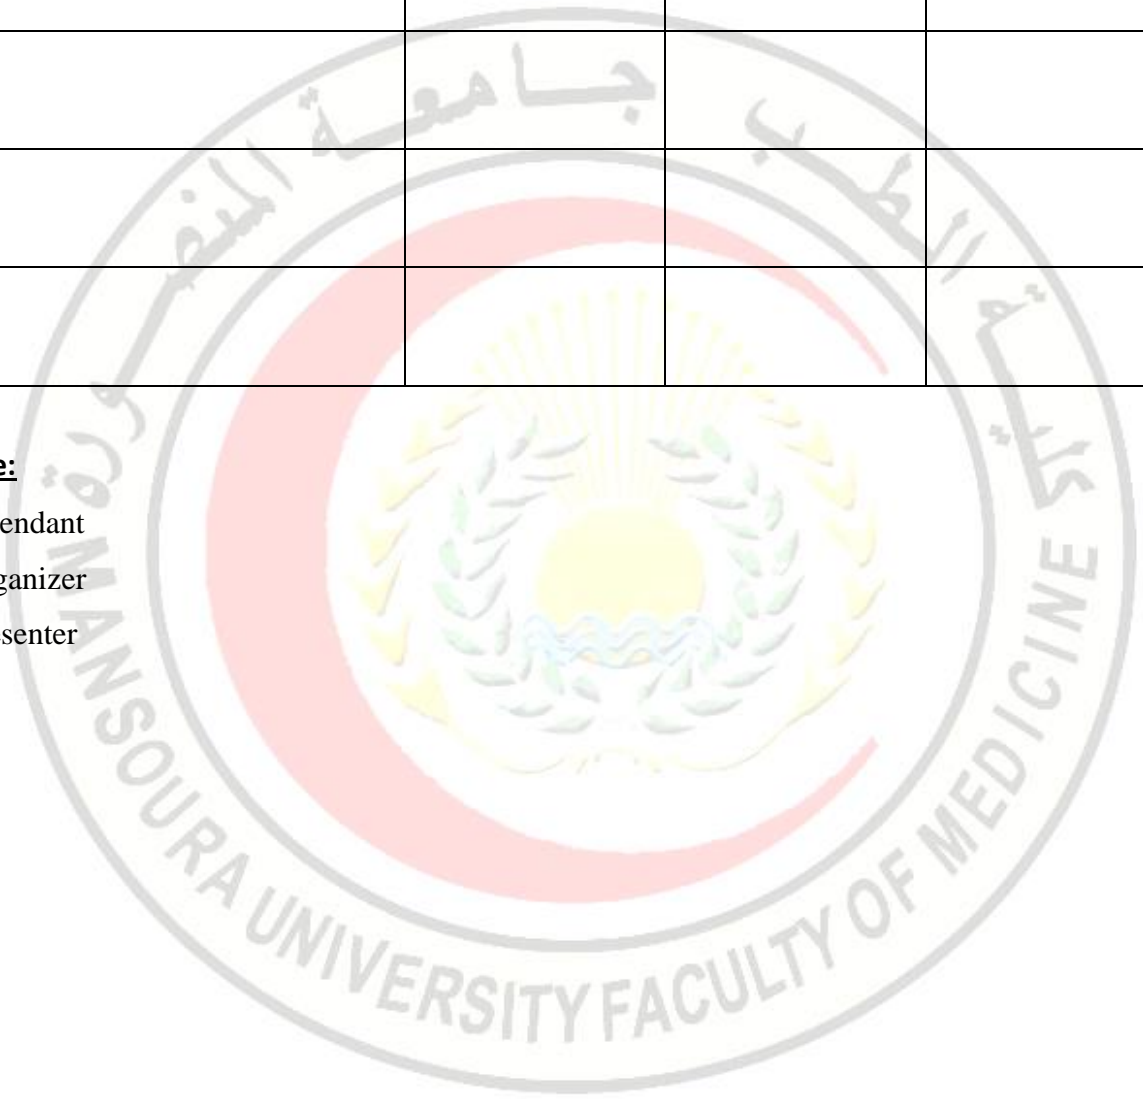 جامعة المنصورة
كلية الطب
e:
endant
ganizer
senter
MANSOURA UNIVERSITY FACULTY OF MEDICINE